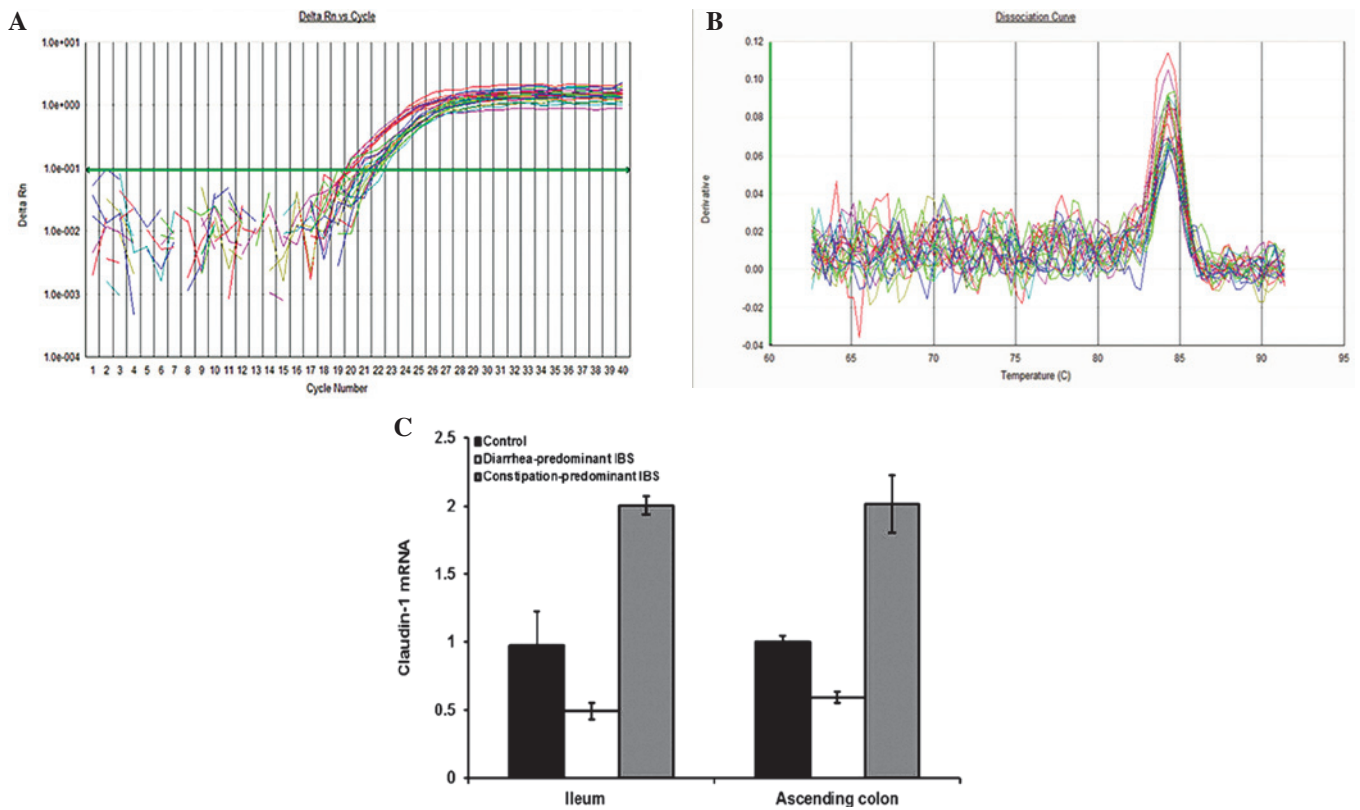 A
Delta Rn vs Cycle
1.0e+001
1.0e+000
1.0e-001
1.0e-002
1.0e-003
1.0e-004
Delta Rn
1 2 3 4 5 6 7 8 9 10 11 12 13 14 15 16 17 18 19 20 21 22 23 24 25 26 27 28 29 30 31 32 33 34 35 36 37 38 39 40
Cycle Number
B
Dissociation Curve
0.12
0.10
0.08
0.06
0.04
0.02
0.00
-0.02
-0.04
Derivative
60 65 70 75 80 85 90 95
Temperature (C)
C
Control
Diarrhea-predominant IBS
Constipation-predominant IBS
2.5
2
1.5
1
0.5
0
Claudin-1 mRNA
Ileum
Ascending colon